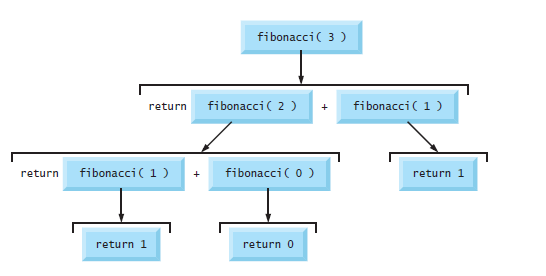 fibonacci( 3 )
return fibonacci( 2 ) + fibonacci( 1 )
return fibonacci( 1 ) + fibonacci( 0 ) return 1
return 1 return 0